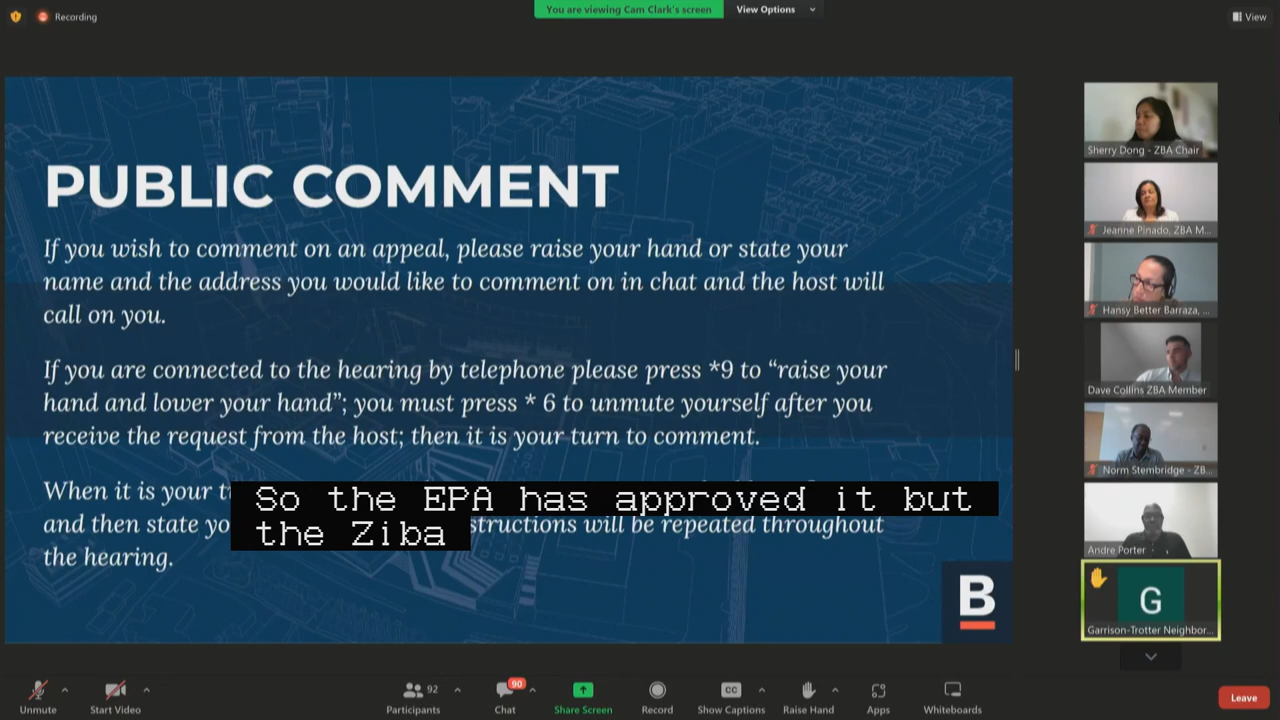 Recording
You are viewing Cam Clark's screen
View Options
View
PUBLIC COMMENT
If you wish to comment on an appeal, please raise your hand or state your
name and the address you would like to comment on in chat and the host will
call on you.
If you are connected to the hearing by telephone please press *9 to “raise your
hand and lower your hand”; you must press * 6 to unmute yourself after you
receive the request from the host; then it is your turn to comment.
When it is your
and then state
the hearing.
will be repeated throughout
So the EPA has approved it but
the Ziba
B
Sherry Dong - ZBA Chair
Jeanne Pinado, ZBA M...
Hansy Better Barraza, ...
Dave Collins ZBA Member
Norm Stembridge - ZB...
Andre Porter
G
Garrison-Trotter Neighbor...
Unmute
Start Video
92
Participants
90
Chat
Share Screen
Record
CC
Show Captions
Raise Hand
Apps
Whiteboards
Leave